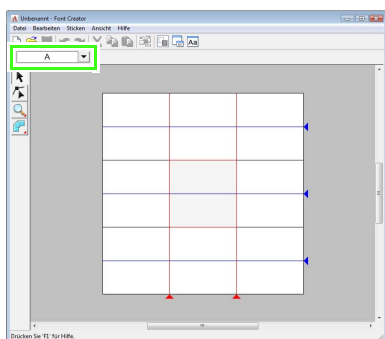 Unbenannt - Font Creator
Datei Bearbeiten Sticken Ansicht Hilfe
Aa
A
Drücken Sie 'F1' für Hilfe.